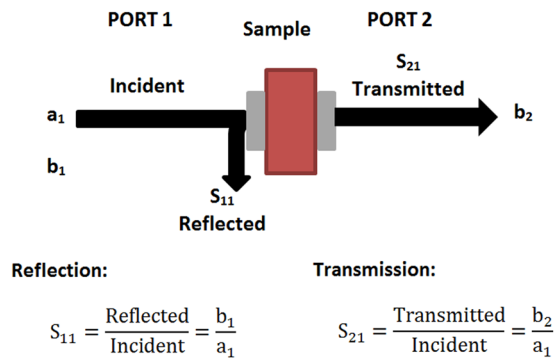 PORT 1
Sample
PORT 2
Incident
S₂₁
Transmitted
a₁
b₂
b₁
S₁₁
Reflected
Reflection:
Transmission:
S₁₁ = Reflected/Incident = b₁/a₁
S₂₁ = Transmitted/Incident = b₂/a₁